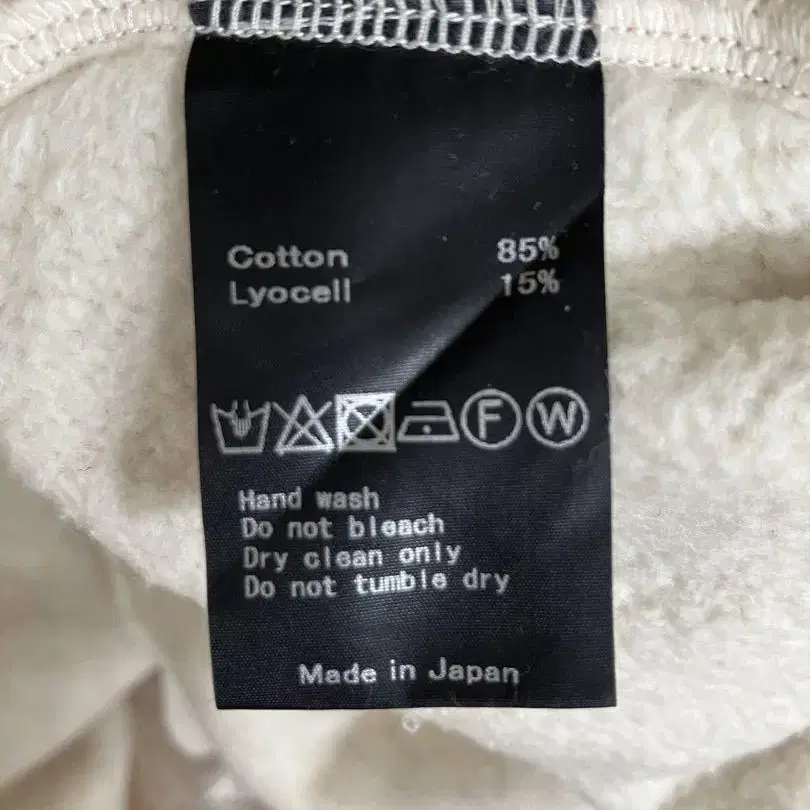 Cotton 85%
Lyocell 15%
F W
Hand wash
Do not bleach
Dry clean only
Do not tumble dry
Made in Japan